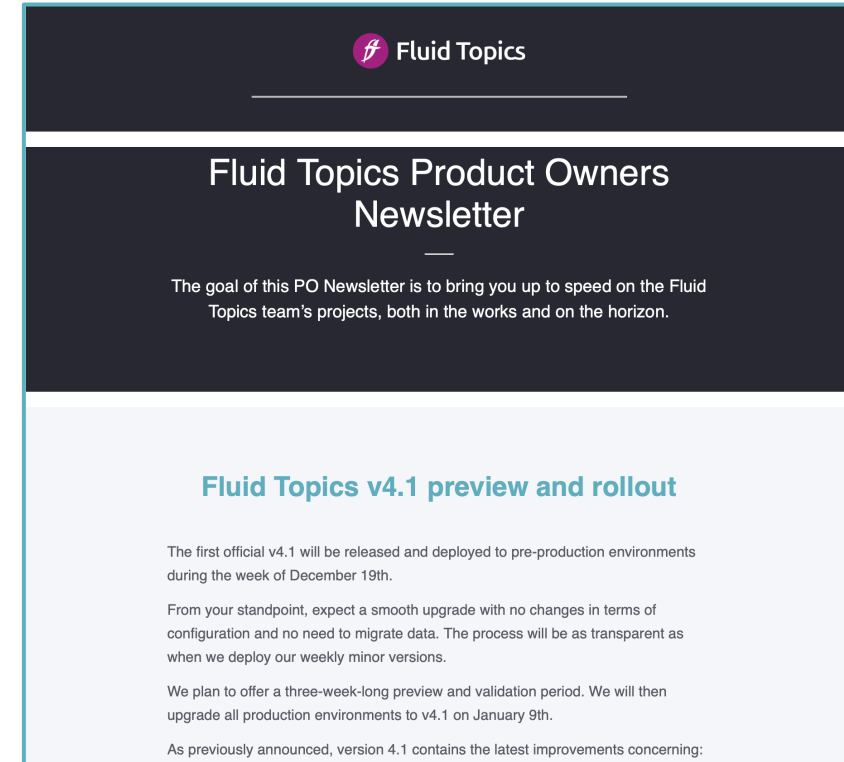 Fluid Topics
Fluid Topics Product Owners
Newsletter
The goal of this PO Newsletter is to bring you up to speed on the Fluid
Topics team’s projects, both in the works and on the horizon.
Fluid Topics v4.1 preview and rollout
The first official v4.1 will be released and deployed to pre-production environments
during the week of December 19th.
From your standpoint, expect a smooth upgrade with no changes in terms of
configuration and no need to migrate data. The process will be as transparent as
when we deploy our weekly minor versions.
We plan to offer a three-week-long preview and validation period. We will then
upgrade all production environments to v4.1 on January 9th.
As previously announced, version 4.1 contains the latest improvements concerning: